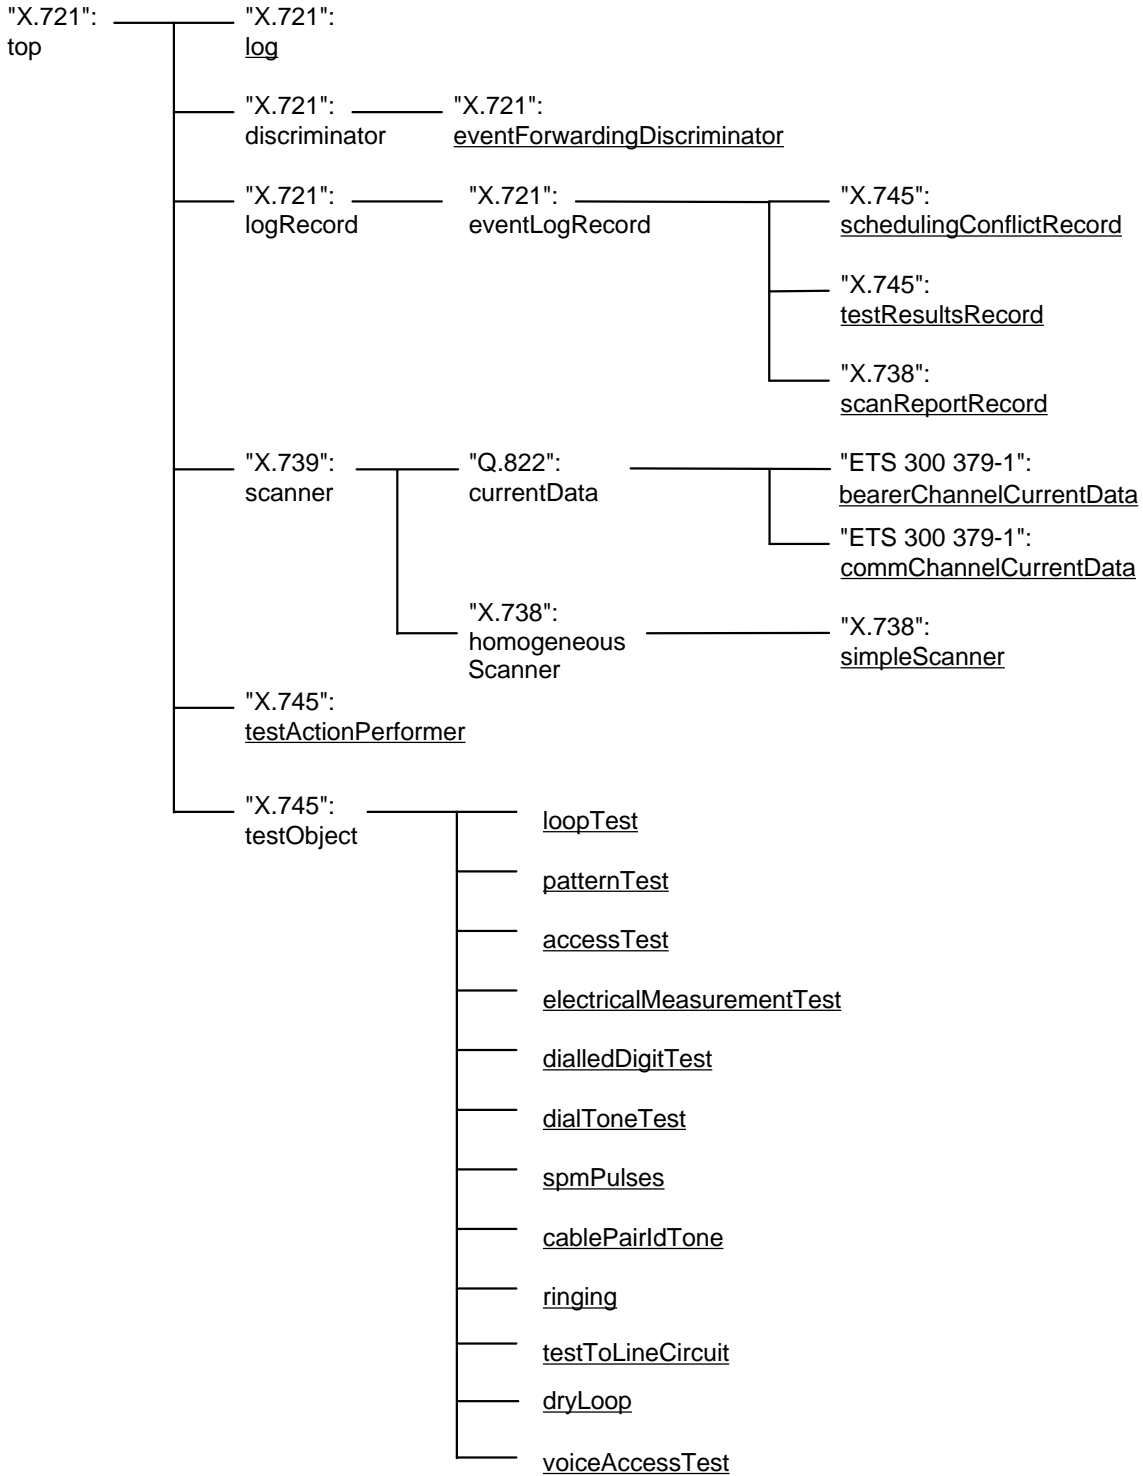 "X.721":
top
"X.721":
log
"X.721":
discriminator
"X.721":
eventForwardingDiscriminator
"X.721":
logRecord
"X.721":
eventLogRecord
"X.745":
schedulingConflictRecord
"X.745":
testResultsRecord
"X.738":
scanReportRecord
"X.739":
scanner
"Q.822":
currentData
"ETS 300 379-1":
bearerChannelCurrentData
"ETS 300 379-1":
commChannelCurrentData
"X.738":
homogeneous
Scanner
"X.738":
simpleScanner
"X.745":
testActionPerformer
"X.745":
testObject
loopTest
patternTest
accessTest
electricalMeasurementTest
dialledDigitTest
dialToneTest
spmPulses
cablePairIdTone
ringing
testToLineCircuit
dryLoop
voiceAccessTest